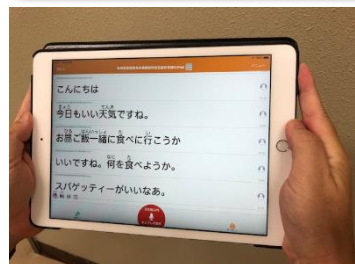 こんにちは
今日もいい天気ですね。
お昼ご飯一緒に食べに行こうか
いいですね。何を食べようか。
スパゲッティーがいいなあ。